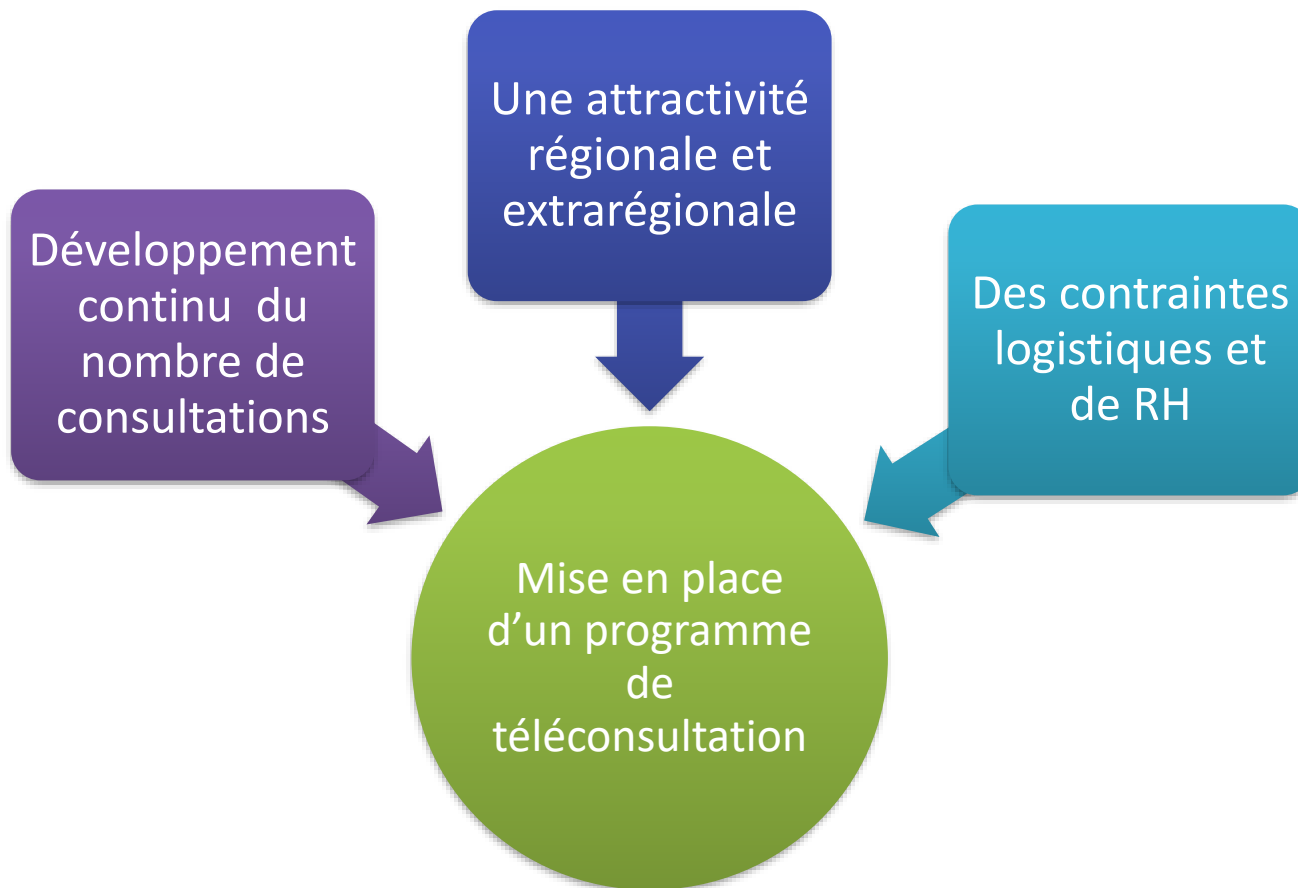 Développement
continu  du
nombre de
consultations
Une attractivité
régionale et
extrarégionale
Des contraintes
logistiques et
de RH
Mise en place
d’un programme
de
téléconsultation